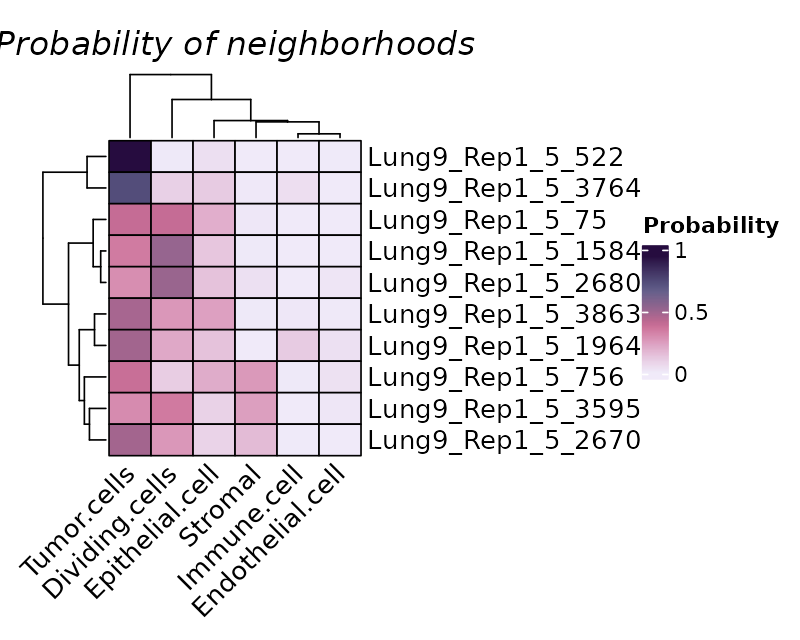 Probability of neighborhoods
Lung9_Rep1_5_522
Lung9_Rep1_5_3764
Lung9_Rep1_5_75
Lung9_Rep1_5_1584
Lung9_Rep1_5_2680
Lung9_Rep1_5_3863
Lung9_Rep1_5_1964
Lung9_Rep1_5_756
Lung9_Rep1_5_3595
Lung9_Rep1_5_2670
Probability
1
0.5
0
Tumor.cells
Dividing.cells
Epithelial.cell
Stromal
Immune.cell
Endothelial.cell